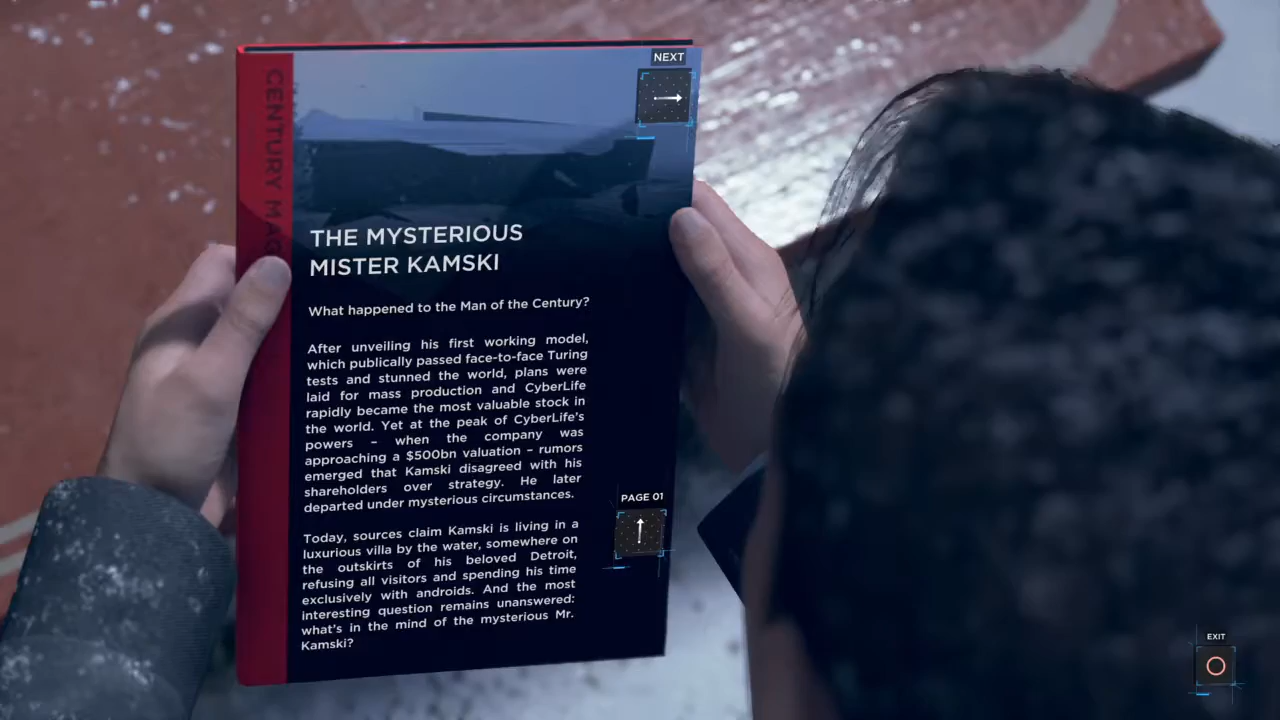 NEXT
CENTURY MAG
THE MYSTERIOUS
MISTER KAMSKI
What happened to the Man of the Century?
After unveiling his first working model,
which publically passed face-to-face Turing
tests and stunned the world, plans were
laid for mass production and CyberLife
rapidly became the most valuable stock in
the world. Yet at the peak of CyberLife's
powers – when the company was
approaching a $500bn valuation – rumors
emerged that Kamski disagreed with his
shareholders over strategy. He later
departed under mysterious circumstances.
PAGE 01
Today, sources claim Kamski is living in a
luxurious villa by the water, somewhere on
the outskirts of his beloved Detroit,
refusing all visitors and spending his time
exclusively with androids. And the most
interesting question remains unanswered:
what's in the mind of the mysterious Mr.
Kamski?
EXIT